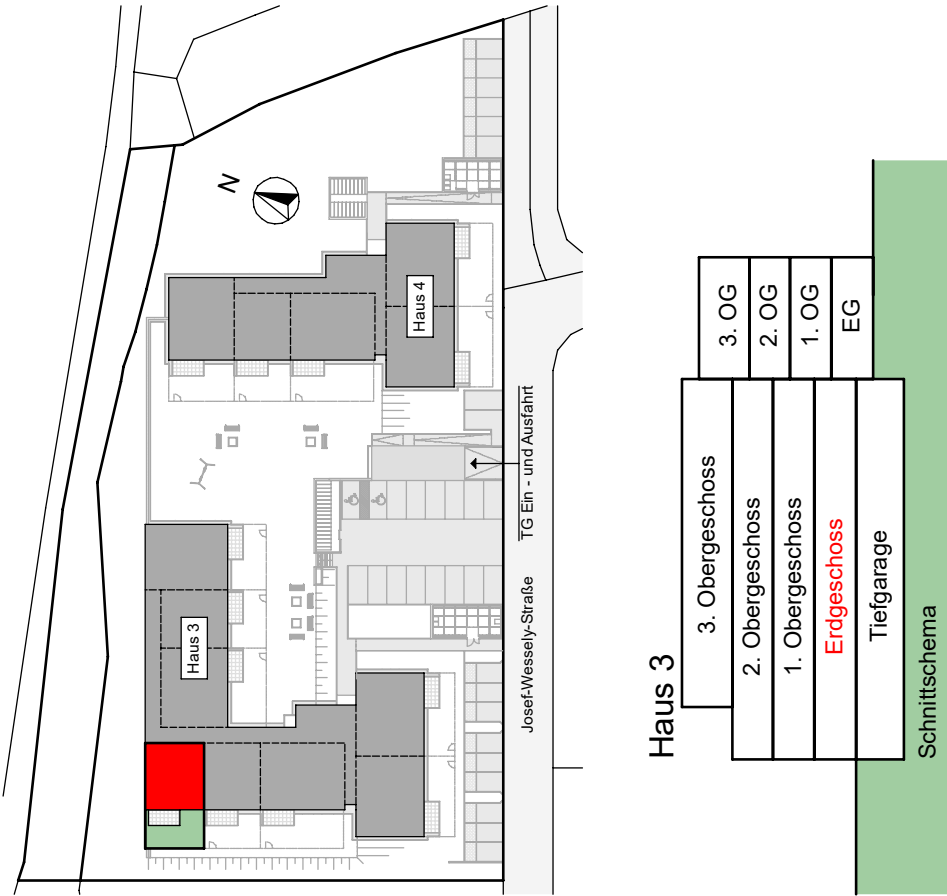 N
Haus 4
Haus 3
TG Ein - und Ausfahrt
Josef-Wessely-Straße
Haus 3
3. Obergeschoss
2. Obergeschoss
1. Obergeschoss
Erdgeschoss
Tiefgarage
3. OG
2. OG
1. OG
EG
Schnittschema